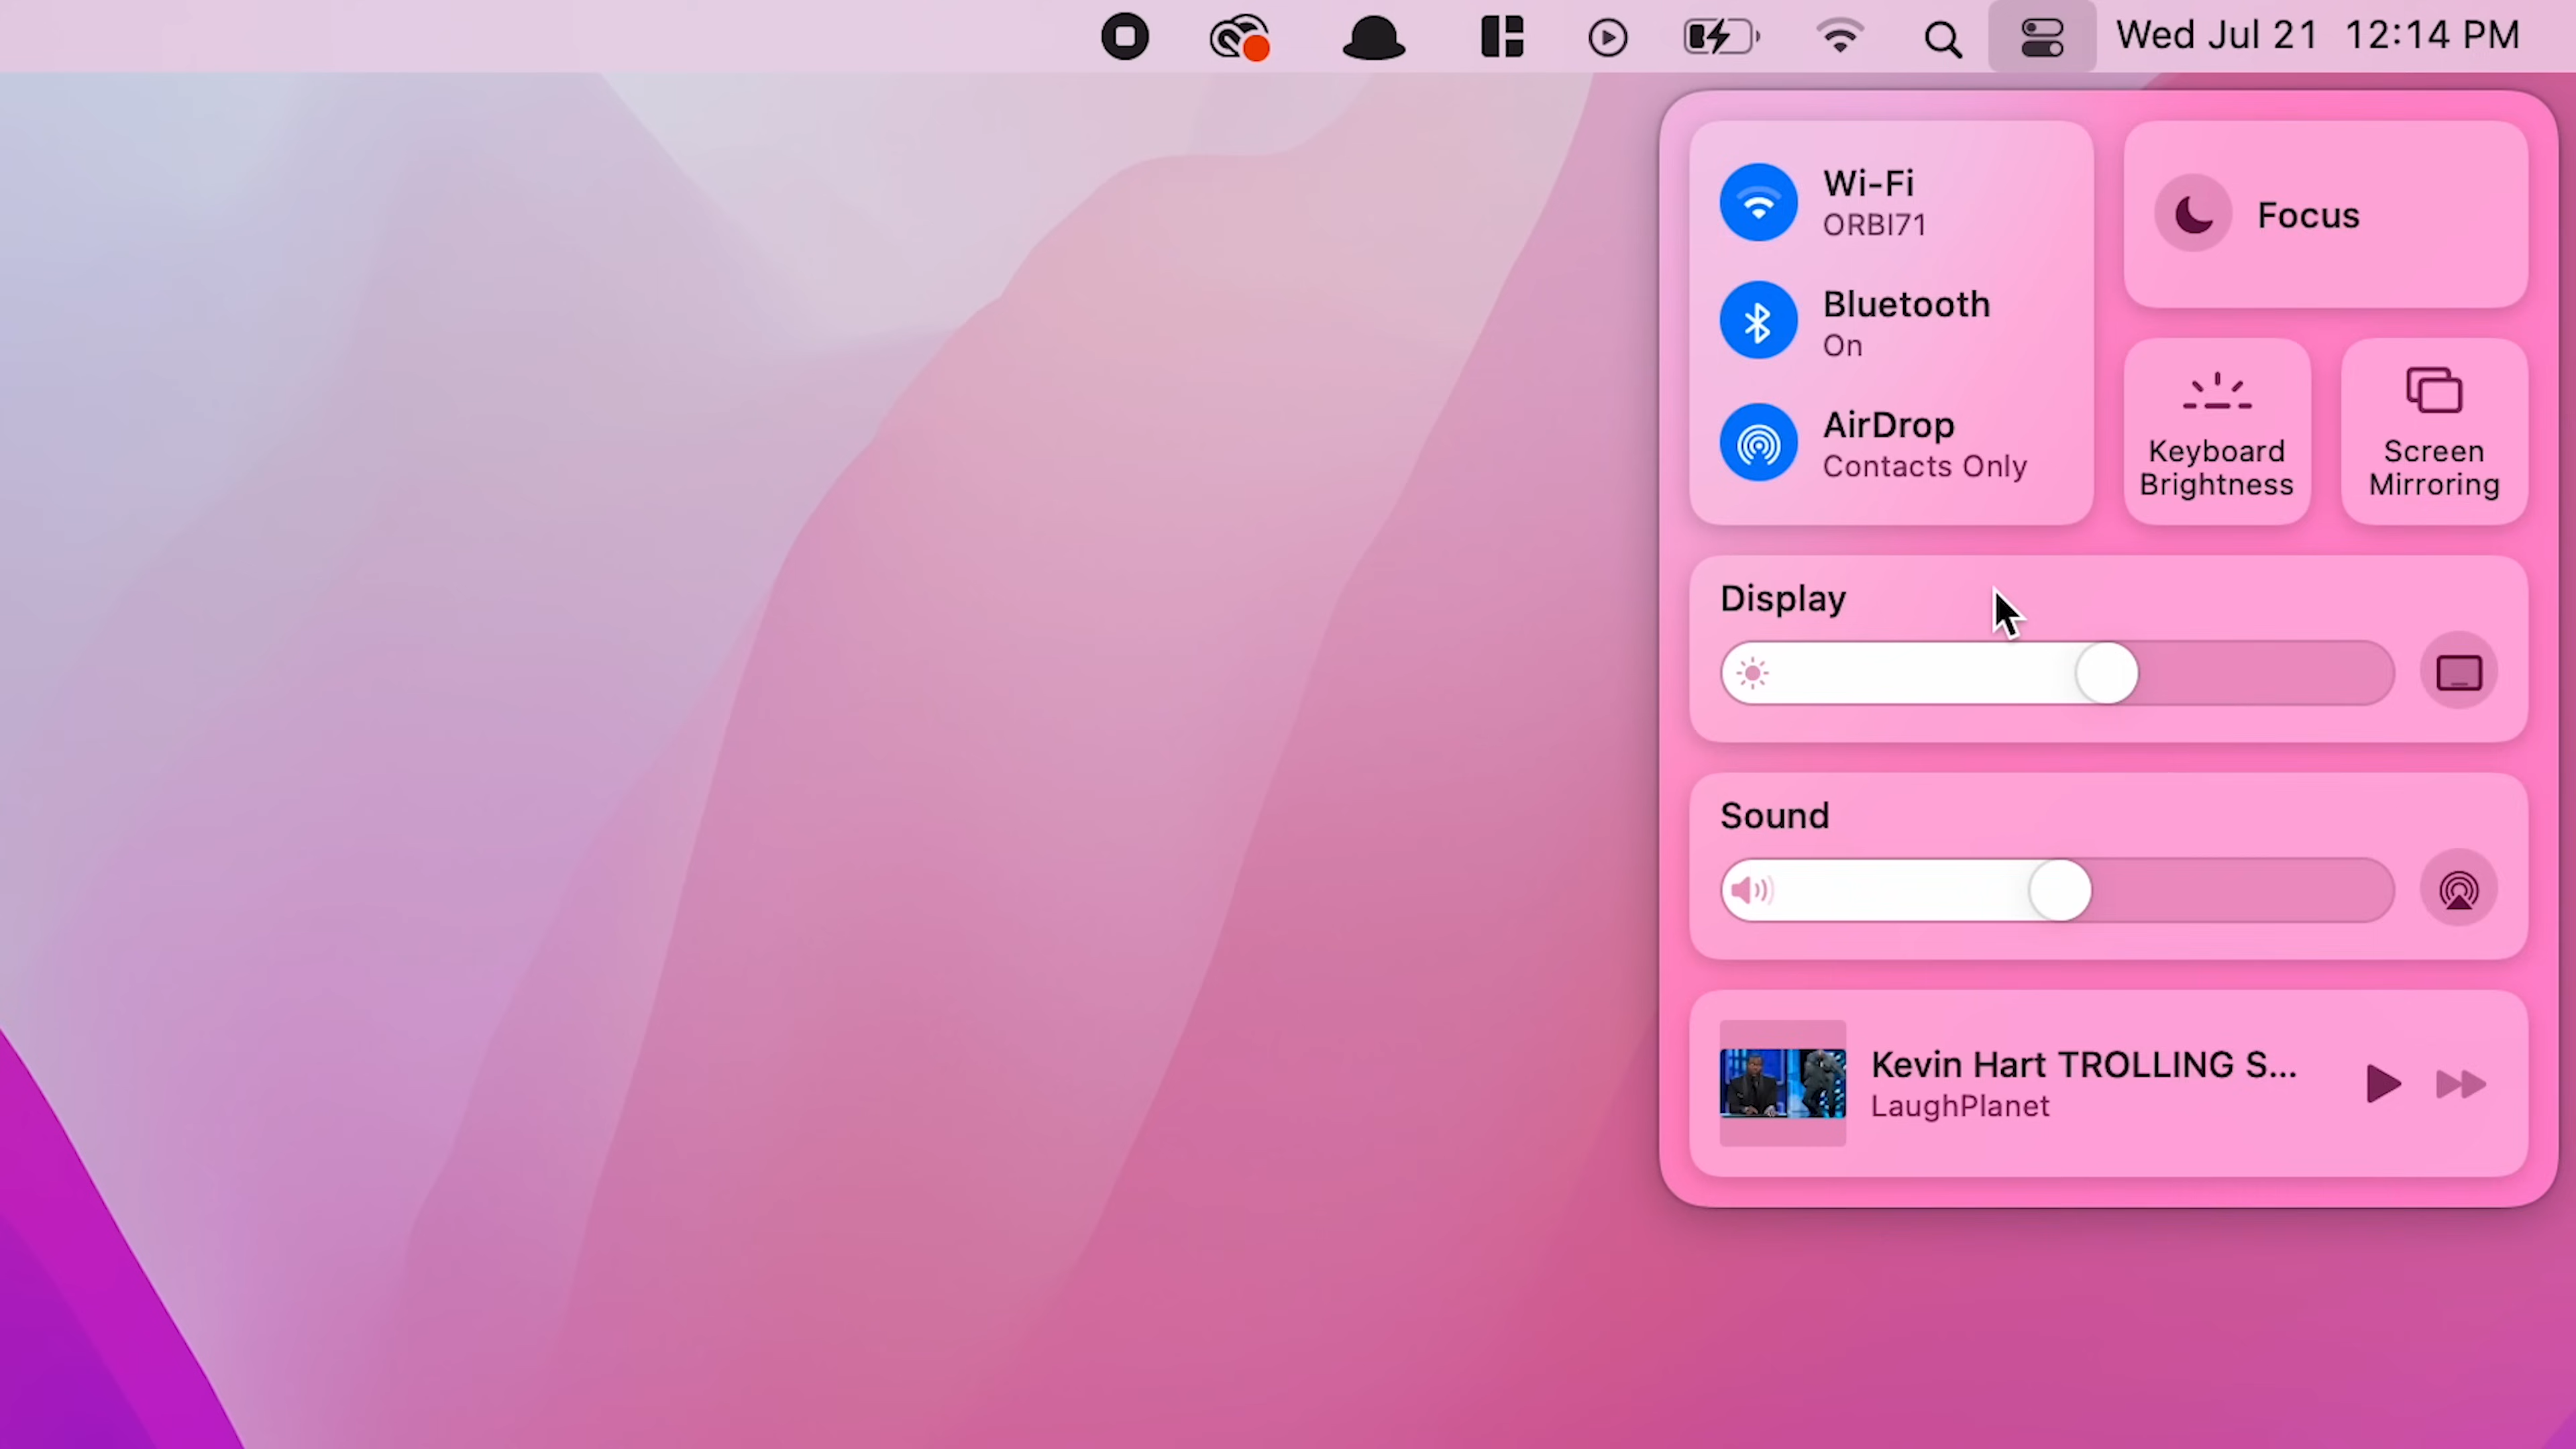 Wed Jul 21 12:14 PM
Wi-Fi
ORBI71
Bluetooth
On
AirDrop
Contacts Only
Focus
Keyboard
Brightness
Screen
Mirroring
Display
Sound
Kevin Hart TROLLING S...
LaughPlanet